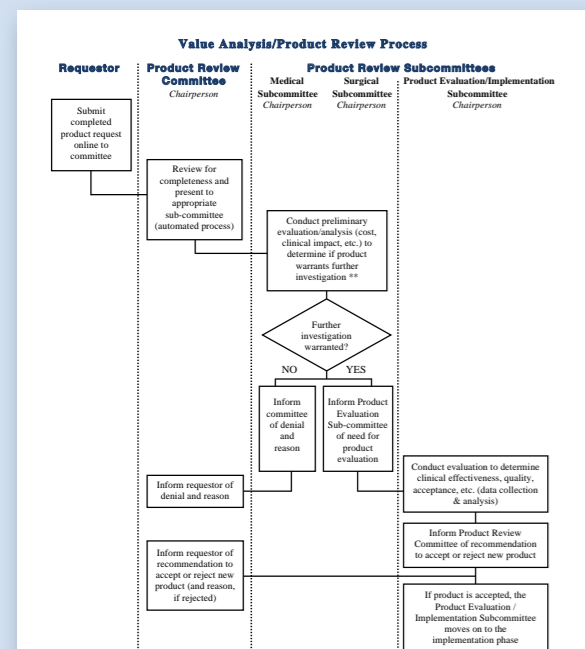 Value Analysis/Product Review Process
Requestor
Product Review
Committee
Chairperson
Product Review Subcommittees
Medical
Subcommittee
Chairperson
Surgical
Subcommittee
Chairperson
Product Evaluation/Implementation
Subcommittee
Chairperson
Submit
completed
product request
online to
committee
Review for
completeness and
present to
appropriate
sub-committee
(automated process)
Conduct preliminary
evaluation/analysis (cost,
clinical impact, etc.) to
determine if product
warrants further
investigation **
Further
investigation
warranted?
NO
YES
Inform
committee
of denial
and
reason
Inform Product
Evaluation
Sub-committee
of need for
product
evaluation
Inform requestor of
denial and reason
Conduct evaluation to determine
clinical effectiveness, quality,
acceptance, etc. (data collection
& analysis)
Inform Product Review
Committee of recommendation
to accept or reject new product
Inform requestor of
recommendation to
accept or reject new
product (and reason,
if rejected)
If product is accepted, the
Product Evaluation /
Implementation Subcommittee
moves on to the
implementation phase